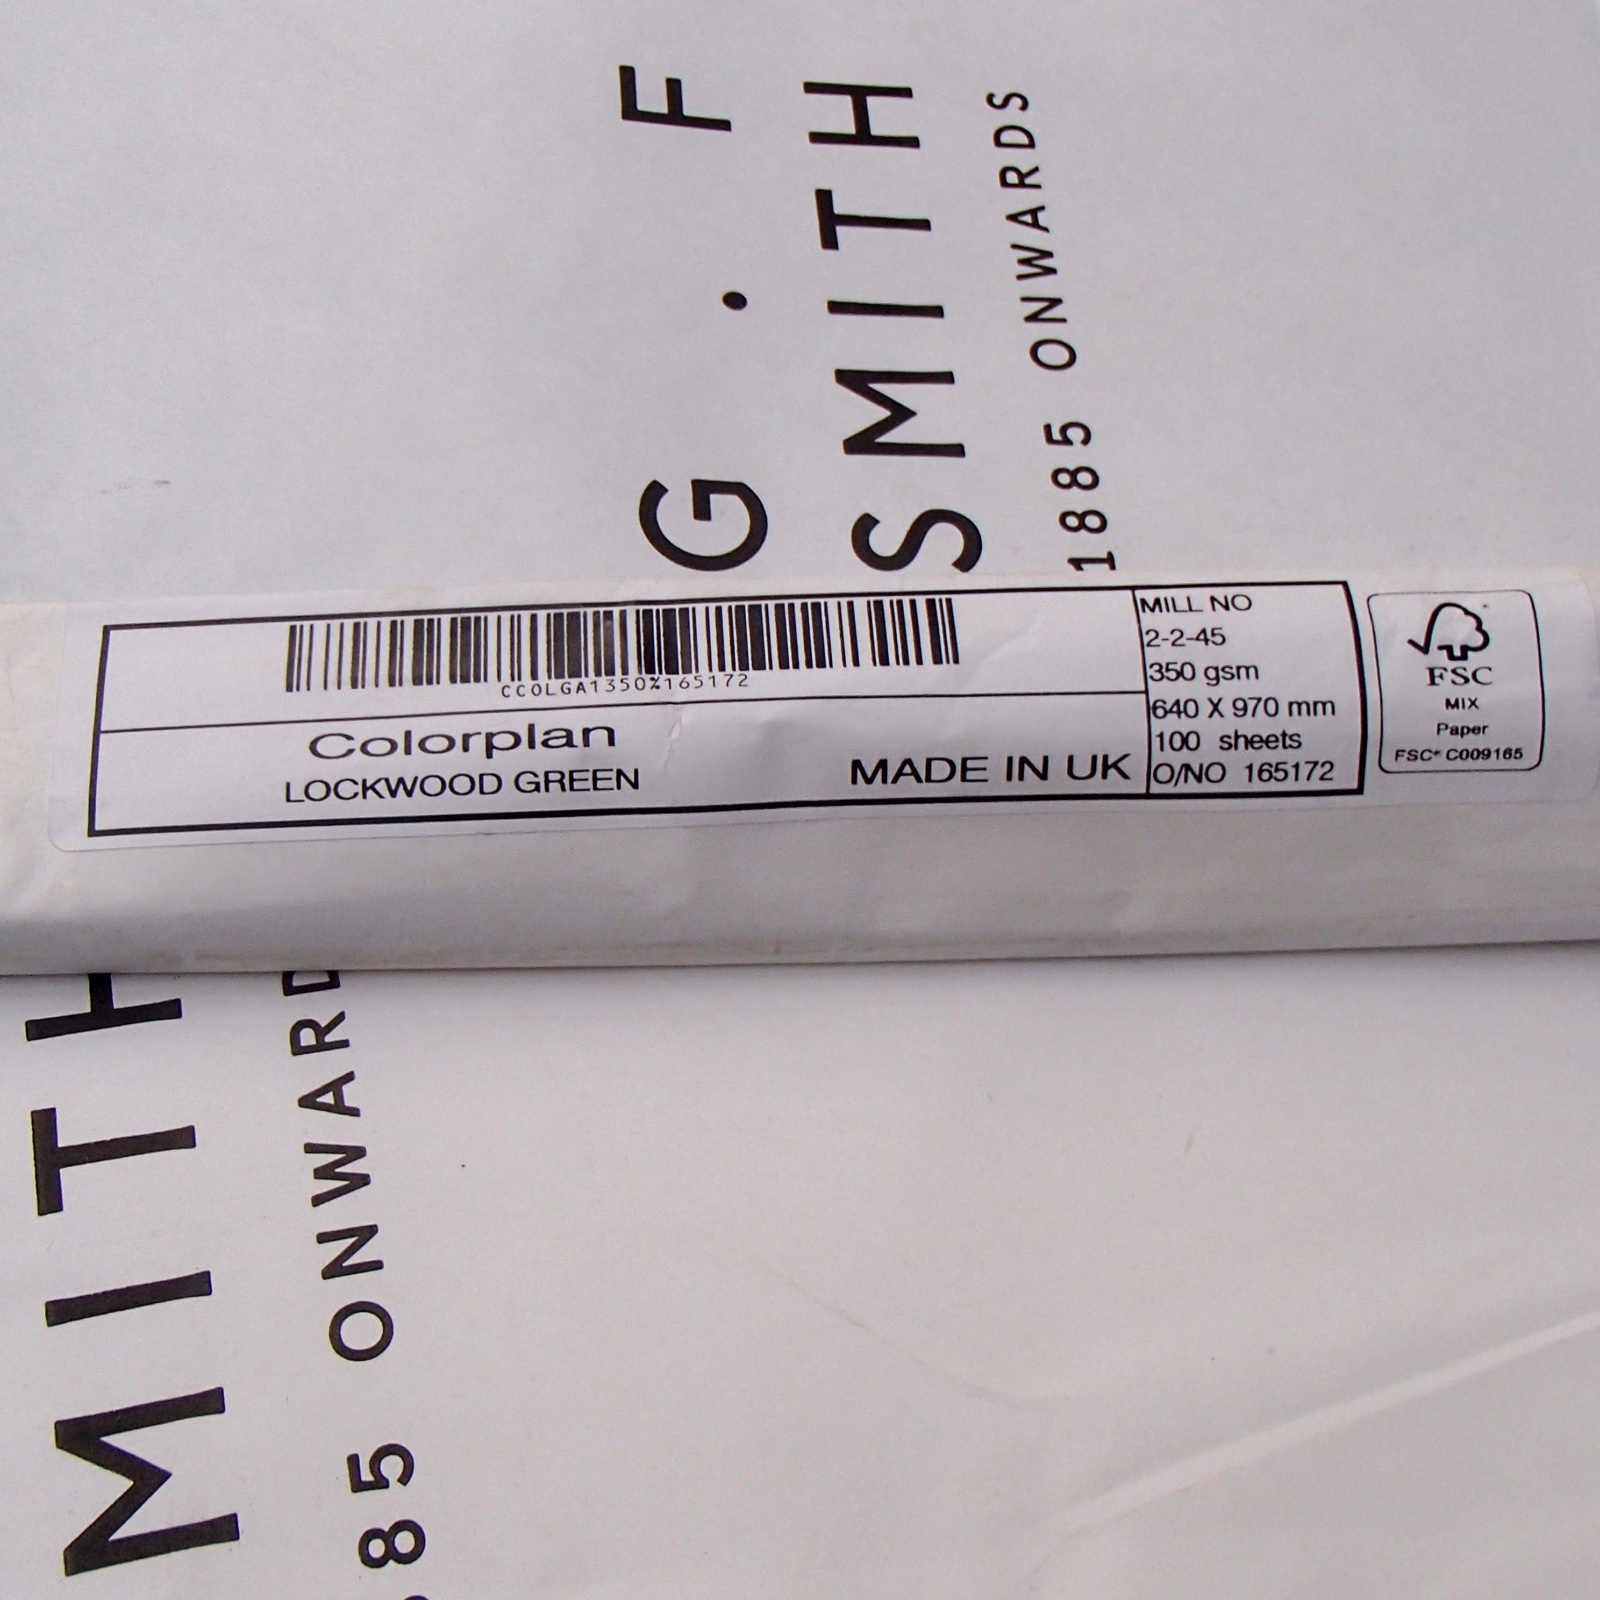 G . F
SMITH
1885 ONWARDS
CCOLGA1350%165172
Colorplan
LOCKWOOD GREEN
MADE IN UK
MILL NO
2-2-45
350 gsm
640 X 970 mm
100 sheets
O/NO 165172
FSC
MIX
Paper
FSC® C009165
MITH
885 ONWARD